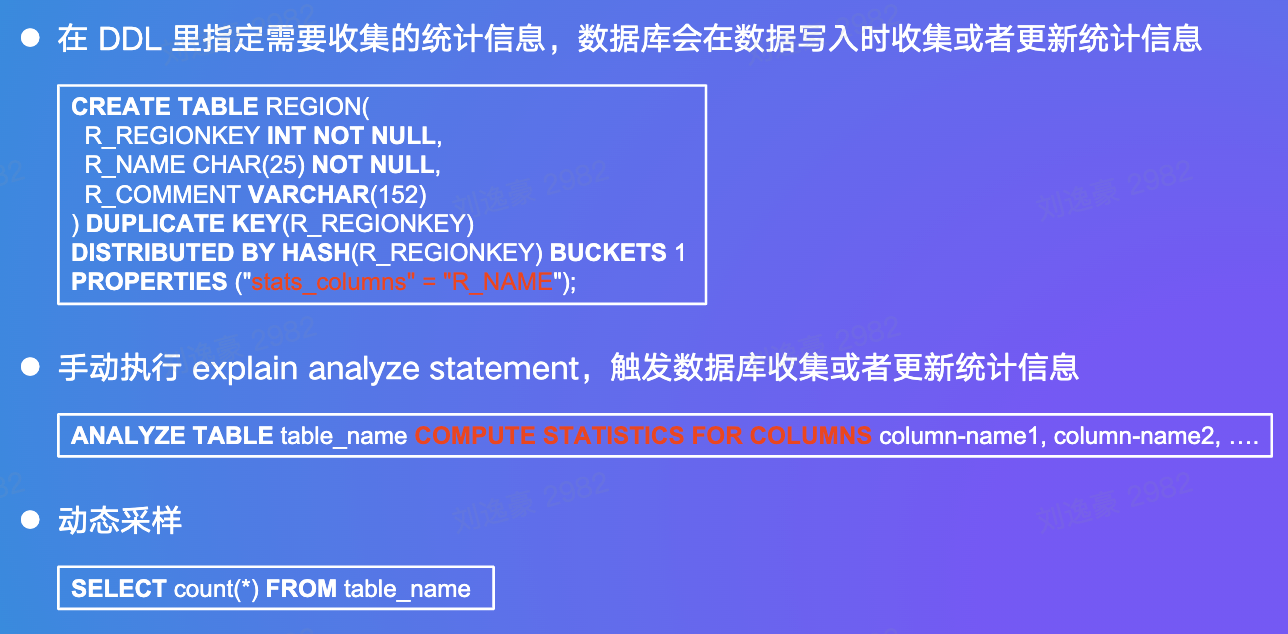 在 DDL 里指定需要收集的统计信息，数据库会在数据写入时收集或者更新统计信息
CREATE TABLE REGION(
R_REGIONKEY INT NOT NULL,
R_NAME CHAR(25) NOT NULL,
R_COMMENT VARCHAR(152)
) DUPLICATE KEY(R_REGIONKEY)
DISTRIBUTED BY HASH(R_REGIONKEY) BUCKETS 1
PROPERTIES ("stats_columns" = "R_NAME");
手动执行 explain analyze statement，触发数据库收集或者更新统计信息
ANALYZE TABLE table_name COMPUTE STATISTICS FOR COLUMNS column-name1, column-name2, ….
动态采样
SELECT count(*) FROM table_name